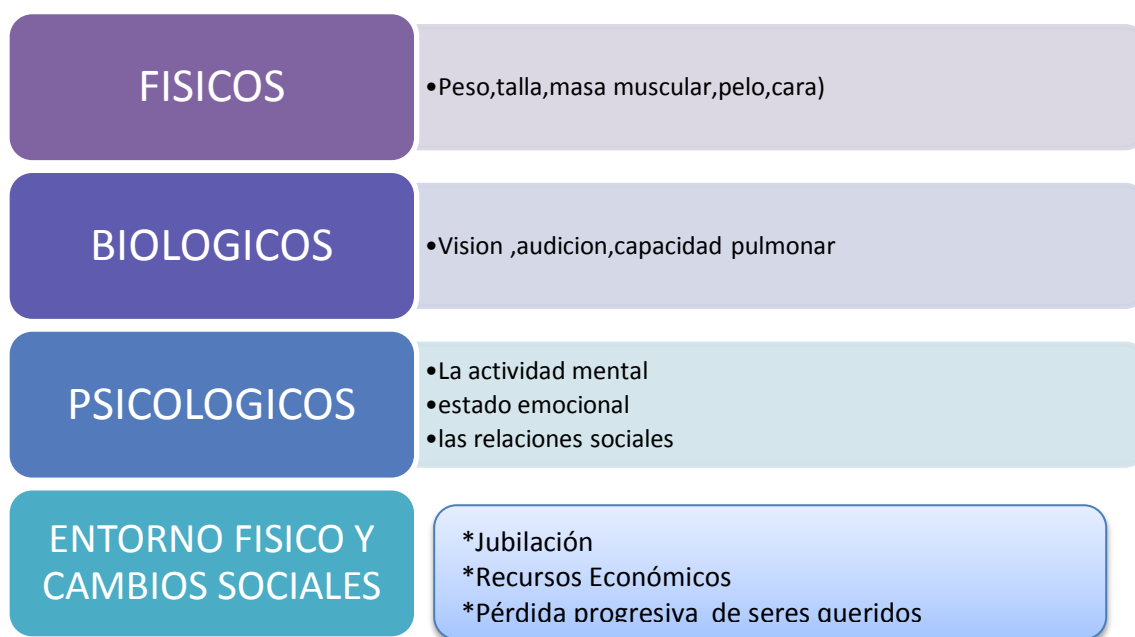 FISICOS
•Peso,talla,masa muscular,pelo,cara)
BIOLOGICOS
•Vision ,audicion,capacidad pulmonar
PSICOLOGICOS
•La actividad mental
•estado emocional
•las relaciones sociales
ENTORNO FISICO Y
CAMBIOS SOCIALES
*Jubilación
*Recursos Económicos
*Pérdida progresiva de seres queridos